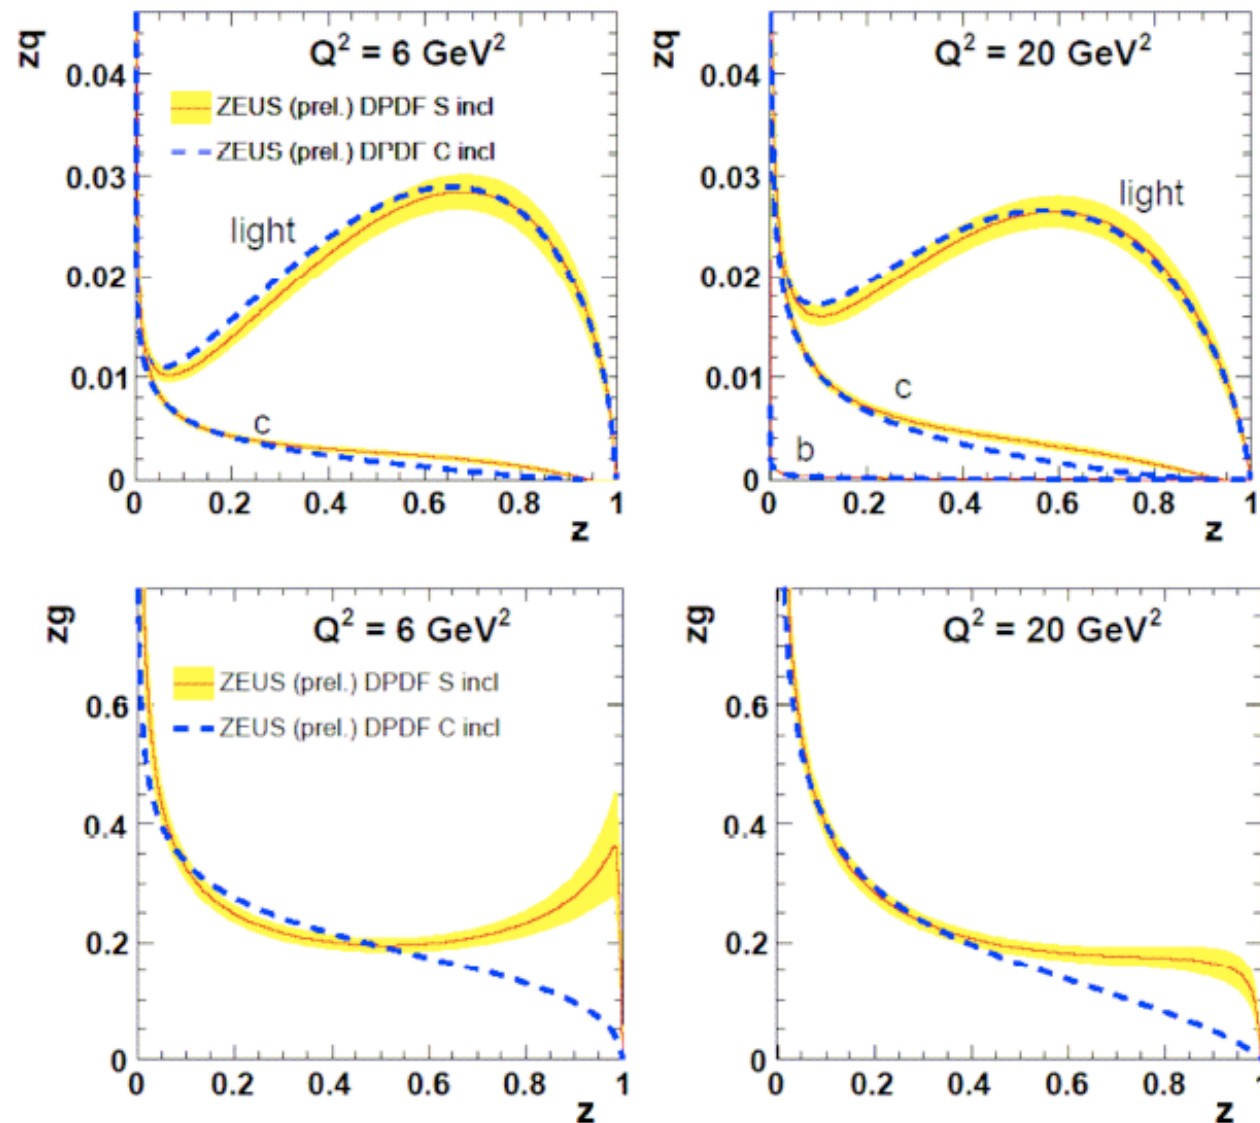 zq
Q² = 6 GeV²
0.04
ZEUS (prel.) DPDF S incl
ZEUS (prel.) DPDF C incl
0.03
light
0.02
0.01
c
0
0 0.2 0.4 0.6 0.8 1
z
zq
Q² = 20 GeV²
0.04
0.03
light
0.02
0.01
c
b
0
0 0.2 0.4 0.6 0.8 1
z
zg
Q² = 6 GeV²
ZEUS (prel.) DPDF S incl
0.6
ZEUS (prel.) DPDF C incl
0.4
0.2
0
0 0.2 0.4 0.6 0.8 1
z
zg
Q² = 20 GeV²
0.6
0.4
0.2
0
0 0.2 0.4 0.6 0.8 1
z